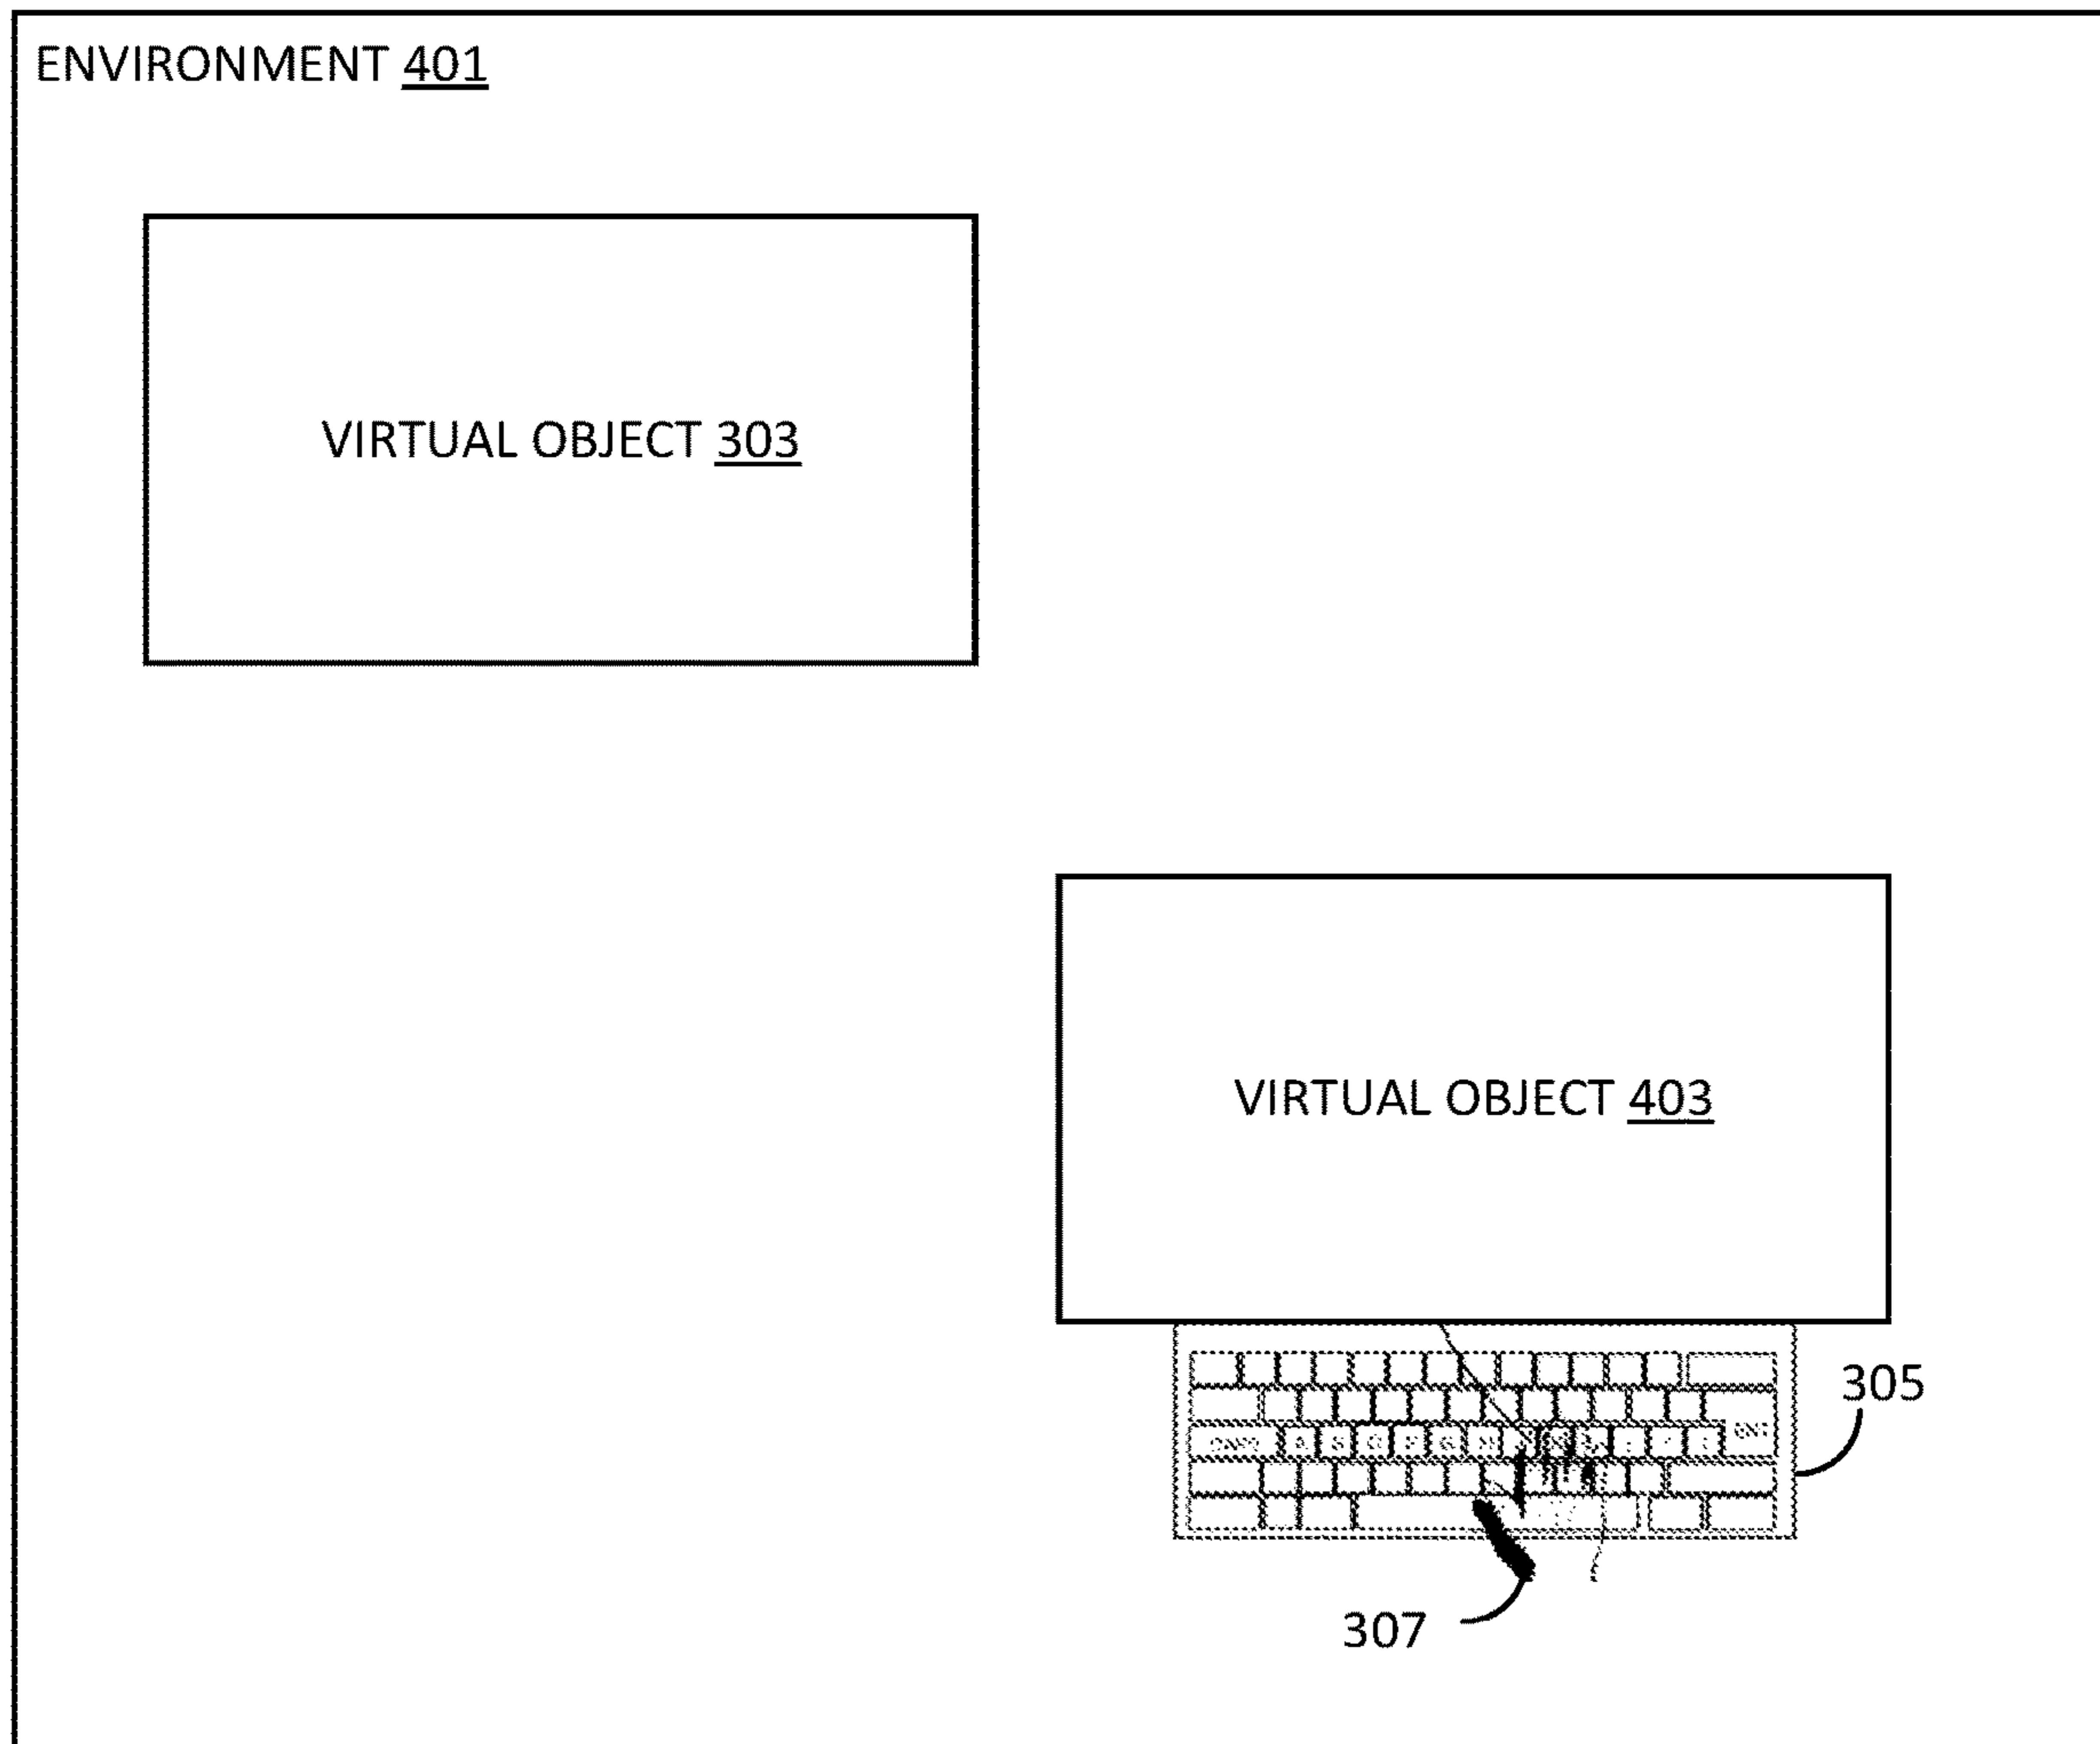 ENVIRONMENT 401
VIRTUAL OBJECT 303
VIRTUAL OBJECT 403
305
307